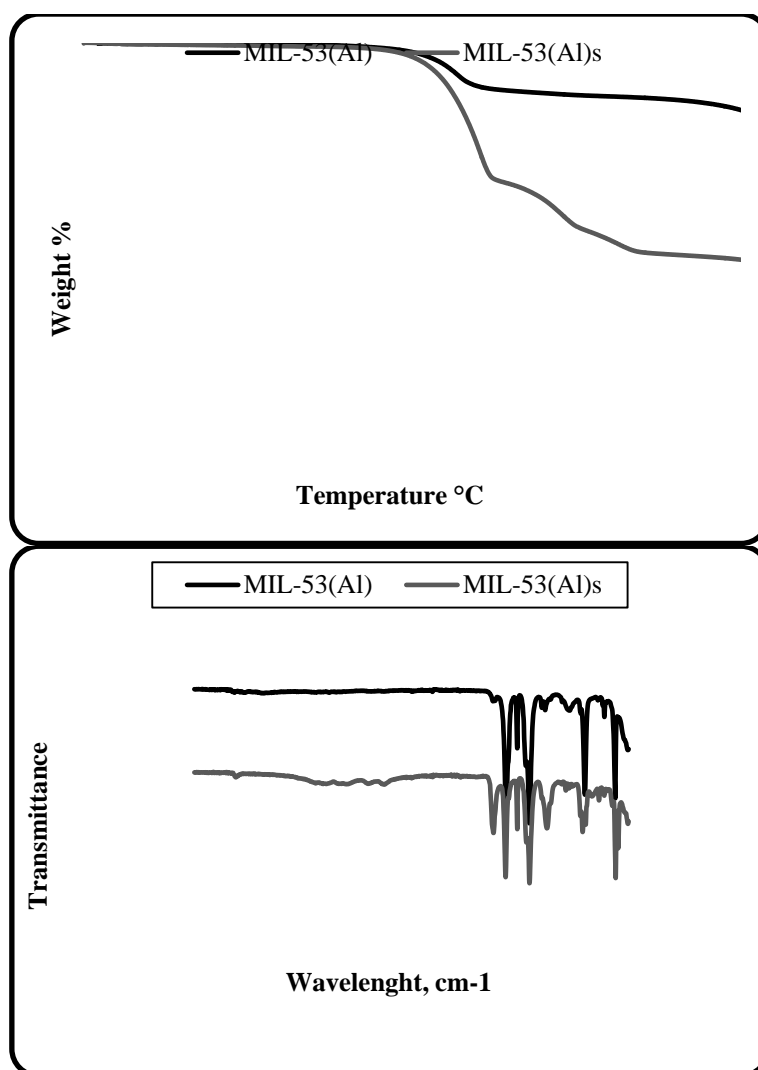 MIL-53(Al) MIL-53(Al)s
Weight %
Temperature °C
MIL-53(Al) MIL-53(Al)s
Transmittance
Wavelenght, cm-1